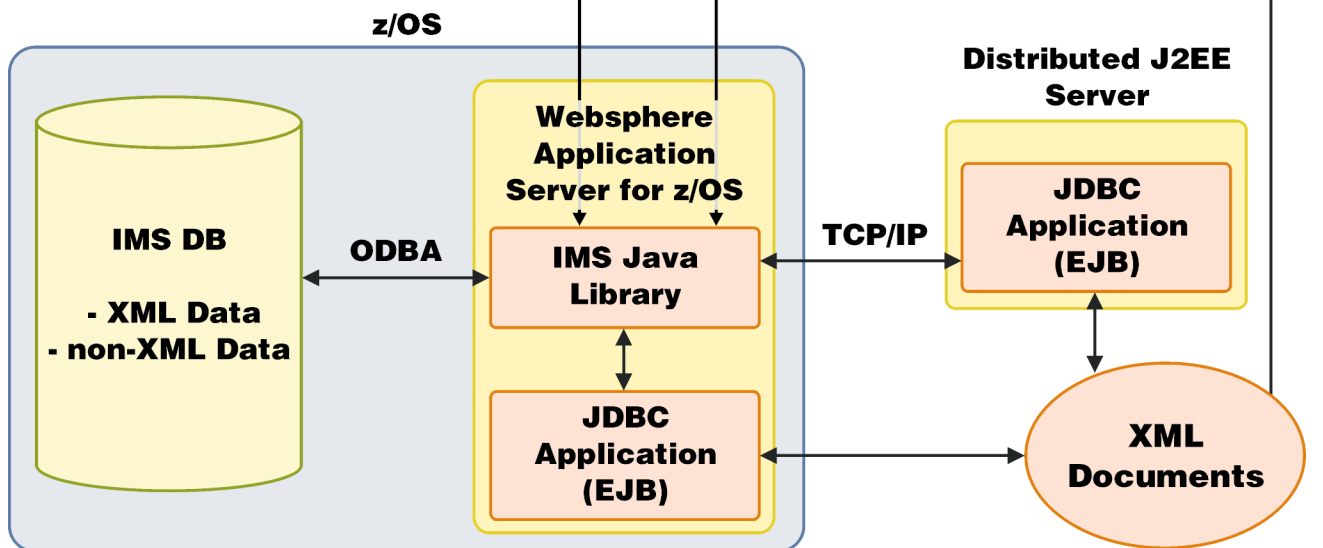 z/OS
Distributed J2EE
Server
Websphere
Application
Server for z/OS
JDBC
Application
(EJB)
IMS DB
- XML Data
- non-XML Data
ODBA
IMS Java
Library
TCP/IP
JDBC
Application
(EJB)
XML
Documents